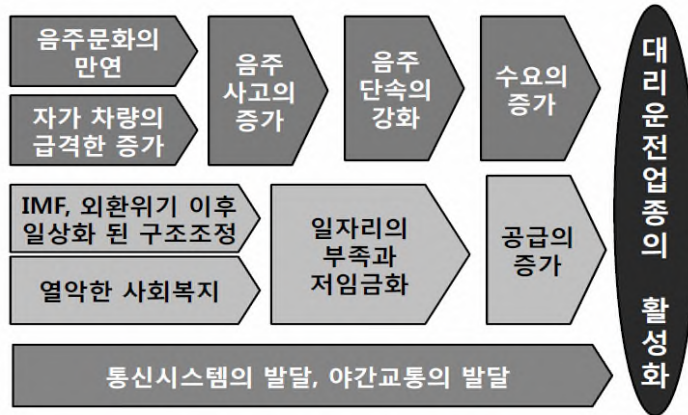 음주문화의
만연
자가 차량의
급격한 증가
음주
사고의
증가
음주
단속의
강화
수요의
증가
IMF, 외환위기 이후
일상화 된 구조조정
열악한 사회복지
일자리의
부족과
저임금화
공급의
증가
통신시스템의 발달, 야간교통의 발달
대리운전업종의 활성화